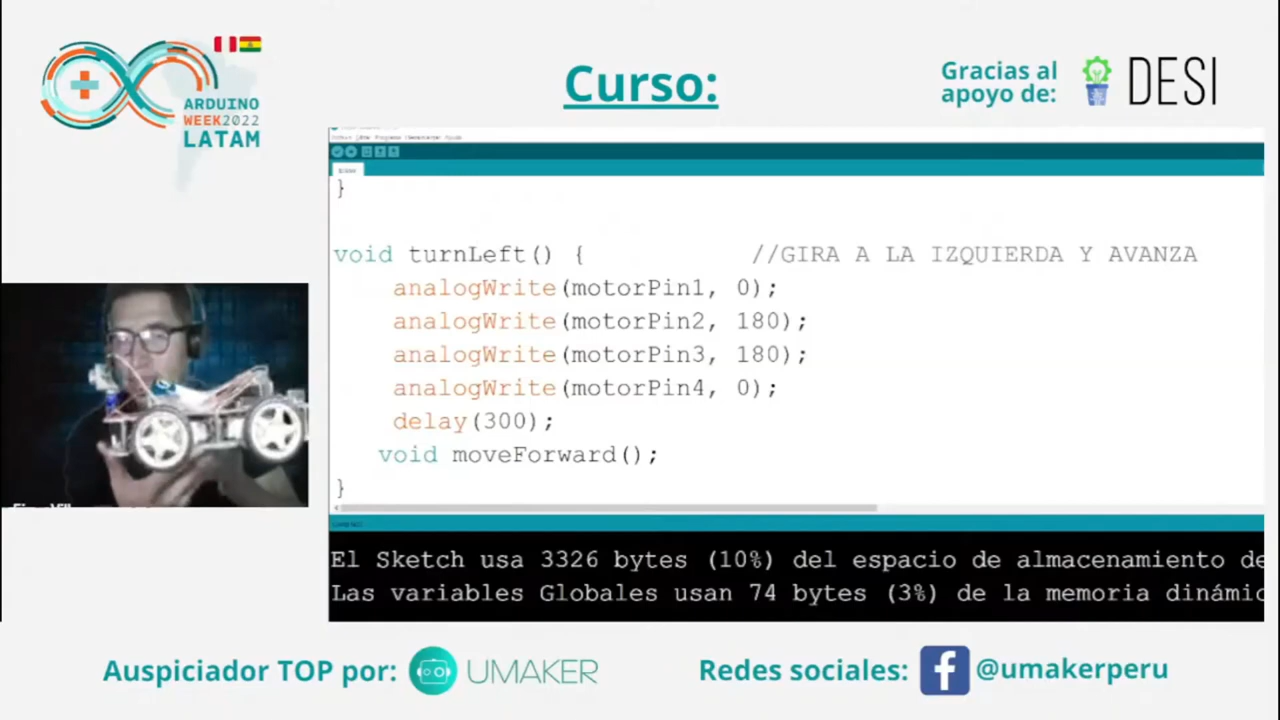 ARDUINO
WEEK2022
LATAM
Curso:
Gracias al
apoyo de:
DESI
}
void turnLeft() { //GIRA A LA IZQUIERDA Y AVANZA
analogWrite(motorPin1, 0);
analogWrite(motorPin2, 180);
analogWrite(motorPin3, 180);
analogWrite(motorPin4, 0);
delay(300);
void moveForward();
}
El Sketch usa 3326 bytes (10%) del espacio de almacenamiento de
Las variables Globales usan 74 bytes (3%) de la memoria dinámic
Auspiciador TOP por:
UMAKER
Redes sociales:
@umakerperu